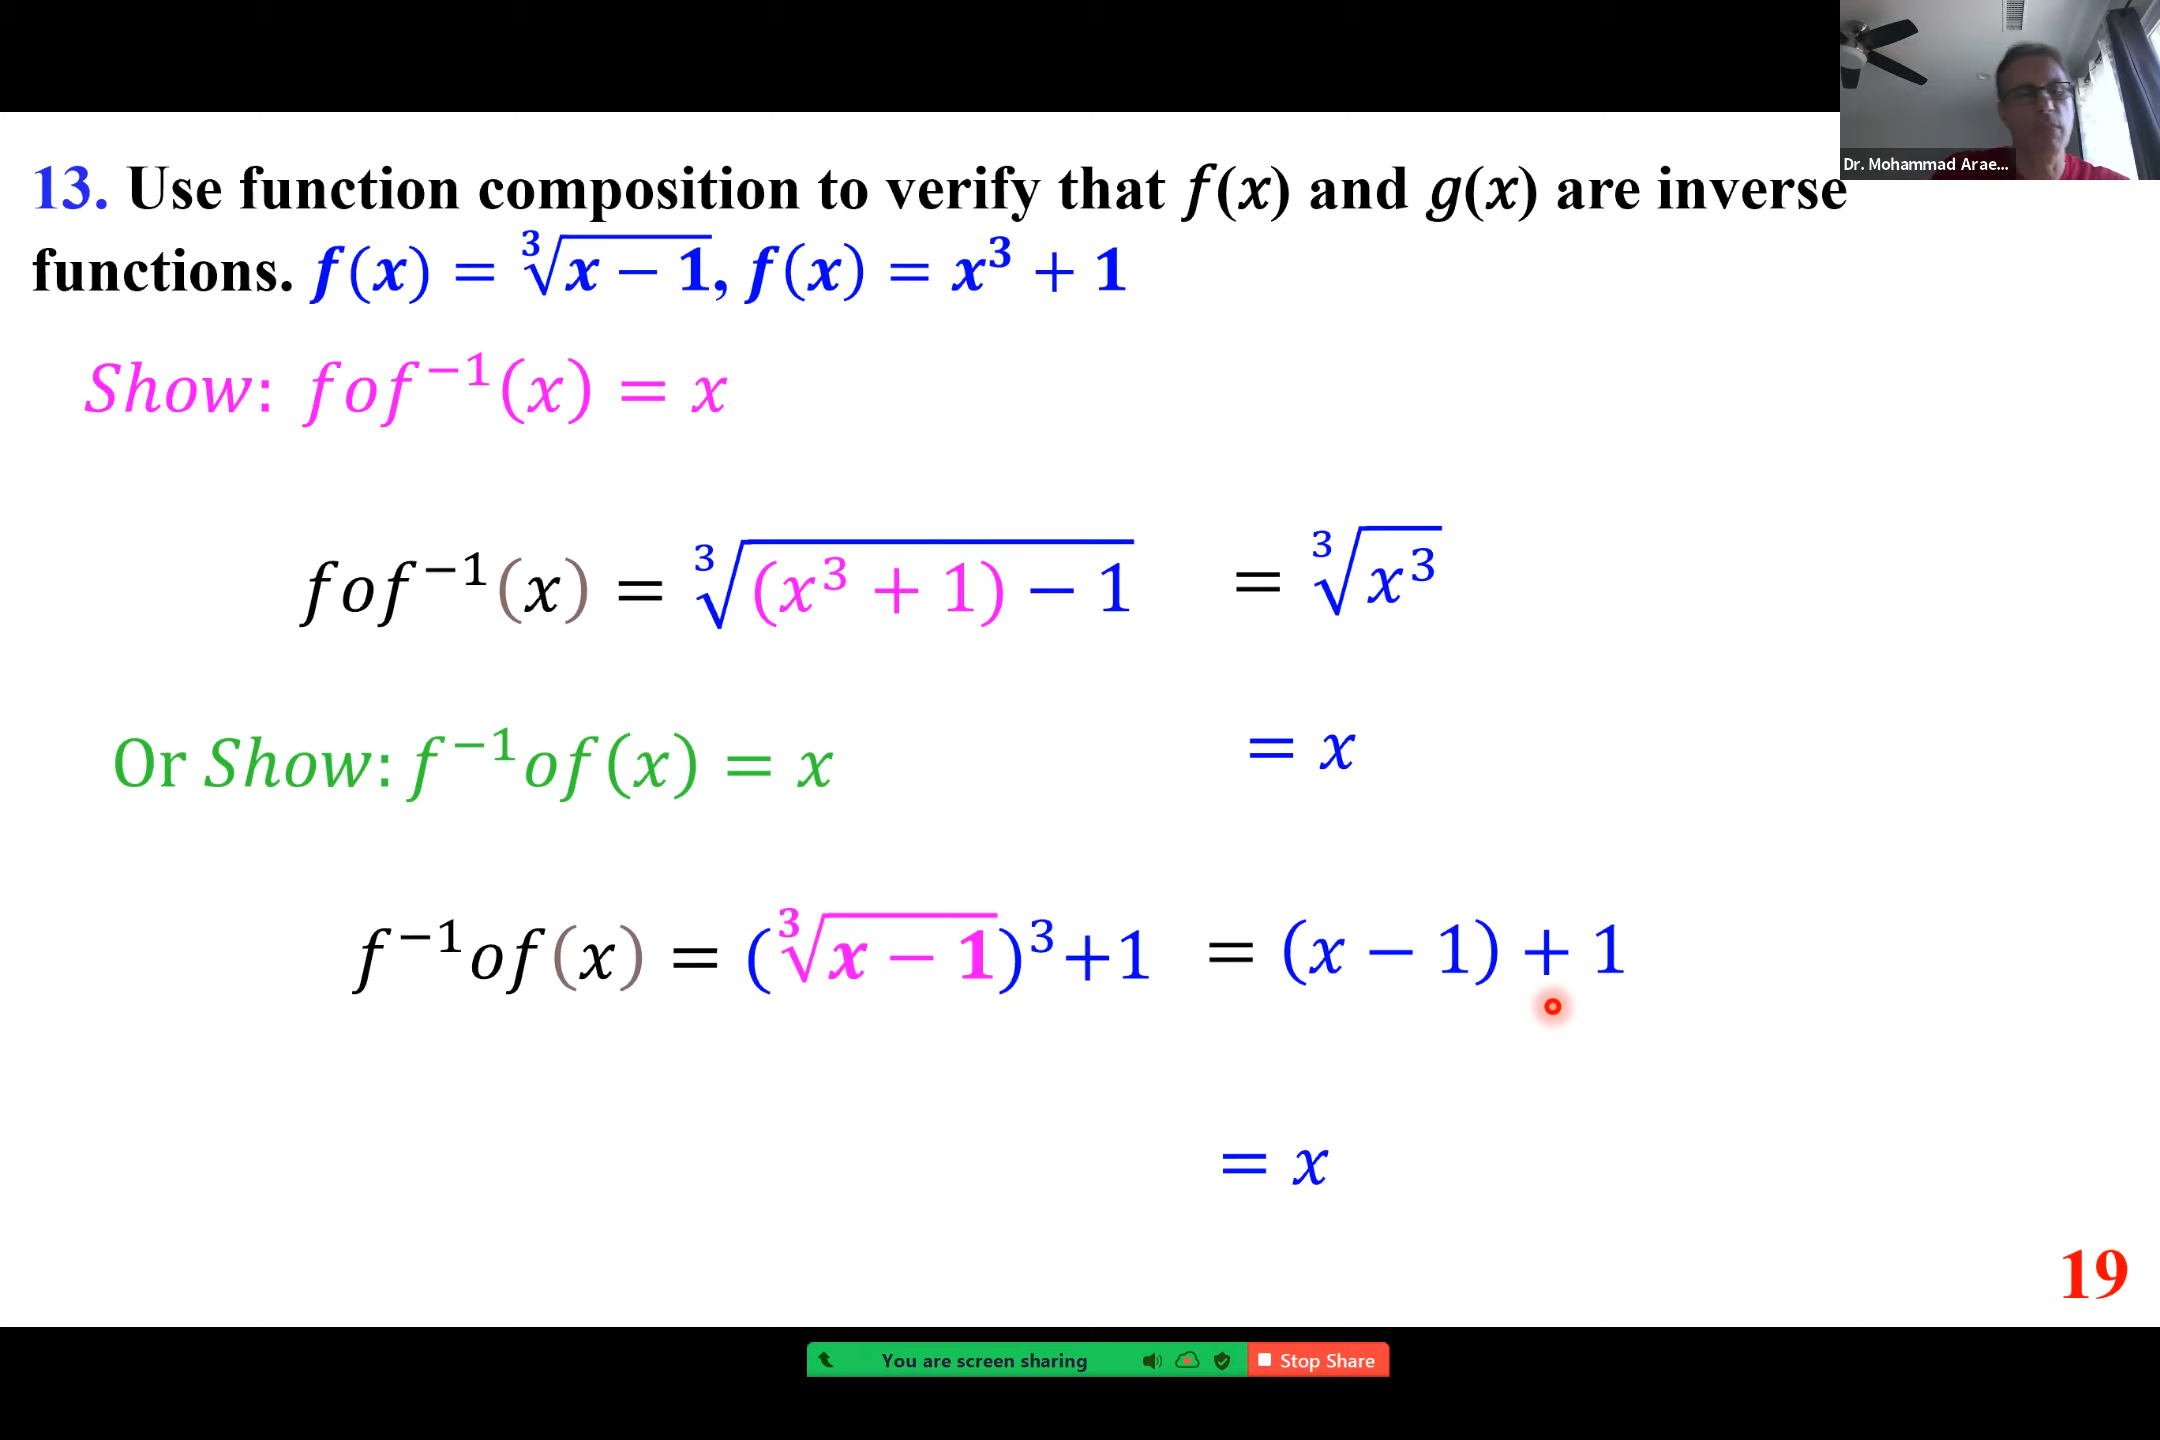 Dr. Mohammad Arae...
13. Use function composition to verify that f(x) and g(x) are inverse
functions. f(x) = ∛(x − 1), f(x) = x³ + 1
Show: fof⁻¹(x) = x
fof⁻¹(x) = ∛((x³ + 1) − 1) = ∛(x³)
= x
Or Show: f⁻¹of(x) = x
f⁻¹of(x) = (∛(x − 1))³+1 = (x − 1) + 1
= x
19
You are screen sharing
Stop Share